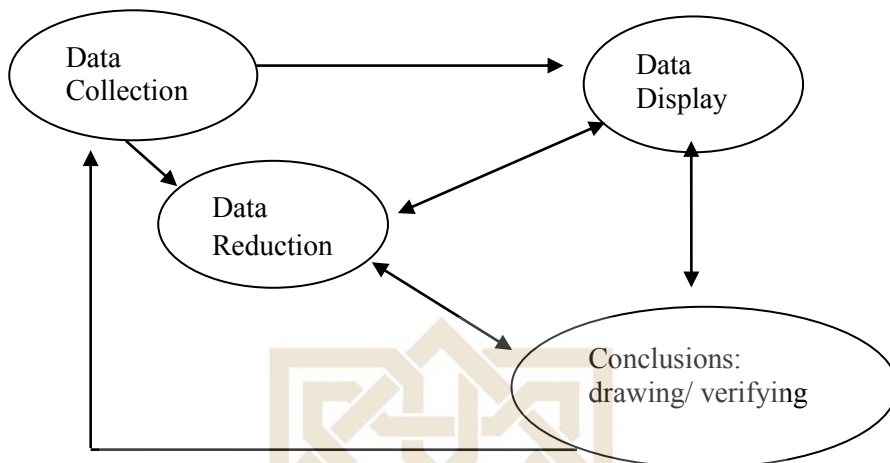 Data
Collection
Data
Display
Data
Reduction
Conclusions:
drawing/ verifying